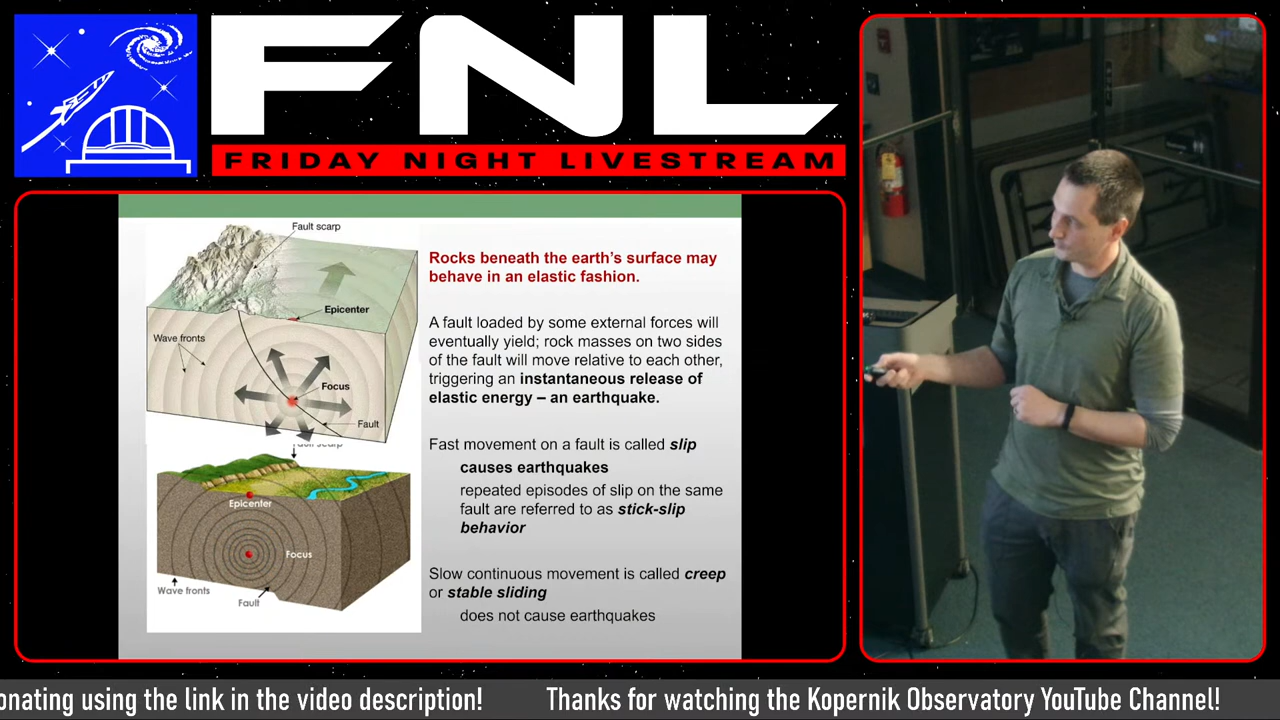 FNL
FRIDAY NIGHT LIVESTREAM
Fault scarp
Epicenter
Wave fronts
Focus
Fault
Fault scarp
Epicenter
Focus
Wave fronts
Fault
Rocks beneath the earth's surface may
behave in an elastic fashion.
A fault loaded by some external forces will
eventually yield; rock masses on two sides
of the fault will move relative to each other,
triggering an instantaneous release of
elastic energy – an earthquake.
Fast movement on a fault is called slip
causes earthquakes
repeated episodes of slip on the same
fault are referred to as stick-slip
behavior
Slow continuous movement is called creep
or stable sliding
does not cause earthquakes
onating using the link in the video description!
Thanks for watching the Kopernik Observatory YouTube Channel!